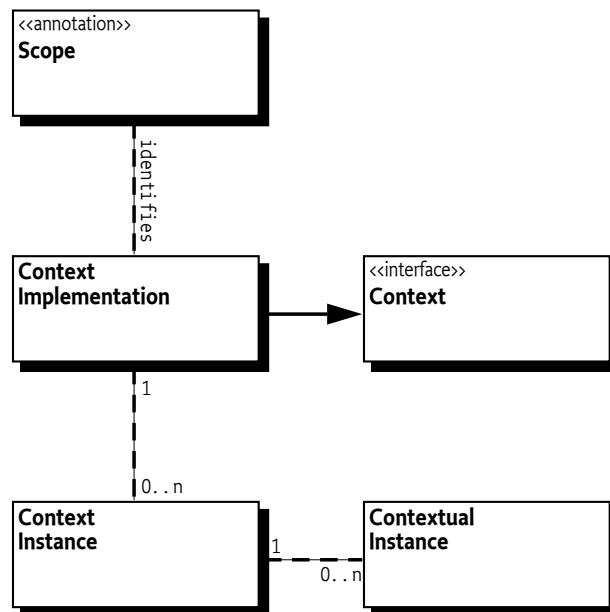 <<annotation>>
Scope
identifies
Context
Implementation
<<interface>>
Context
1
0..n
Context
Instance
1
0..n
Contextual
Instance